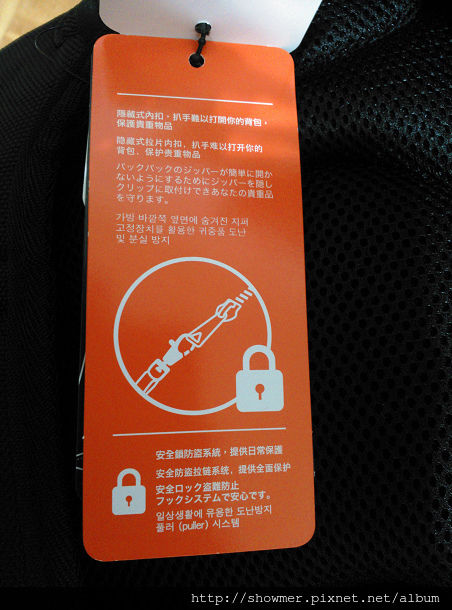 隱藏式內扣，扒手難以打開你的背包，
保護貴重物品
隐藏式拉片内扣，扒手难以打开你的
背包，保护贵重物品
バックパックのジッパーが簡単に開か
ないようにするためにジッパーを隠し
クリップに取付けできあなたの貴重品
を守ります。
가방 바깥쪽 옆면에 숨겨진 지퍼
고정장치를 활용한 귀중품 도난
및 분실 방지
安全鎖防盜系統，提供日常保護
安全防盗拉链系统，提供全面保护
安全ロック盗難防止
フックシステムで安心です。
일상생활에 유용한 도난방지
풀러 (puller) 시스템
http://showmer.pixnet.net/album